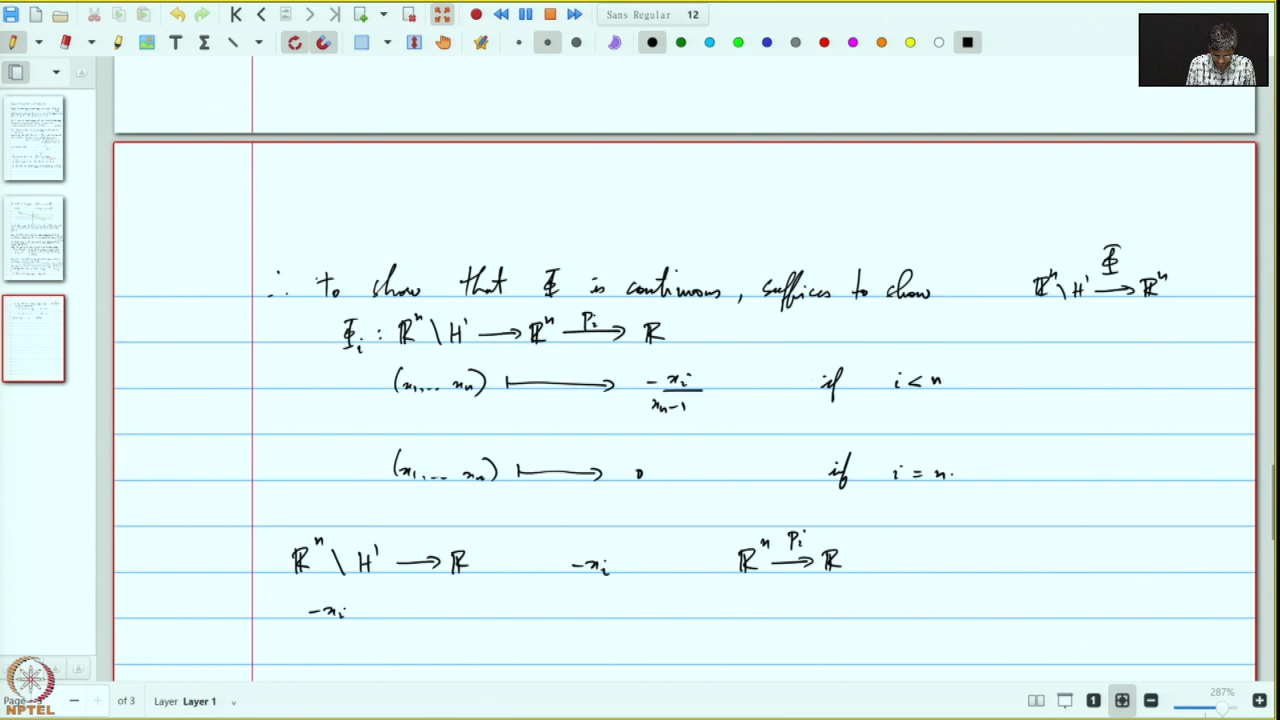 Sans Regular 12
∴ to show that Φ is continuous, suffices to show
ℝⁿ \ H' →^Φ ℝⁿ
Φᵢ : ℝⁿ \ H' → ℝⁿ →^{pᵢ} ℝ
(x₁,... xₙ) ↦ -xᵢ/(xₙ-1) if i < n
(x₁,... xₙ) ↦ 0 if i = n.
ℝⁿ \ H' → ℝ -xᵢ ℝⁿ →^{pᵢ} ℝ
-xᵢ
NPTEL
of 3 Layer Layer 1
287%